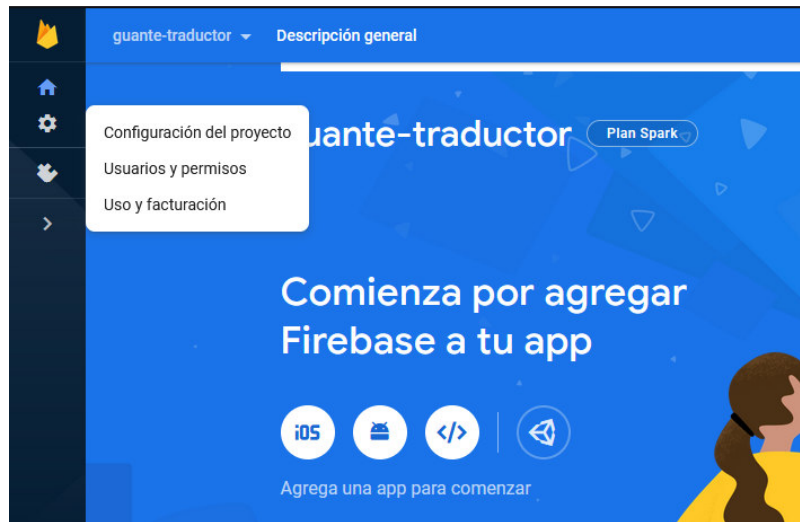 guante-traductor Descripción general
Configuración del proyecto
Usuarios y permisos
Uso y facturación
uante-traductor Plan Spark
Comienza por agregar
Firebase a tu app
iOS </>
Agrega una app para comenzar